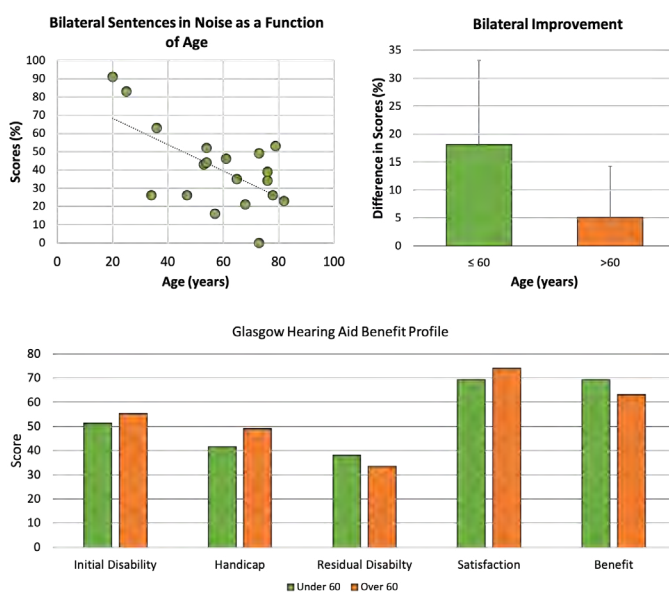 Bilateral Sentences in Noise as a Function
of Age
Scores (%)
100
90
80
70
60
50
40
30
20
10
0
0 20 40 60 80 100
Age (years)
Bilateral Improvement
Difference in Scores (%)
35
30
25
20
15
10
5
0
≤ 60 >60
Age (years)
Glasgow Hearing Aid Benefit Profile
Score
80
70
60
50
40
30
20
10
0
Initial Disability Handicap Residual Disabilty Satisfaction Benefit
Under 60 Over 60